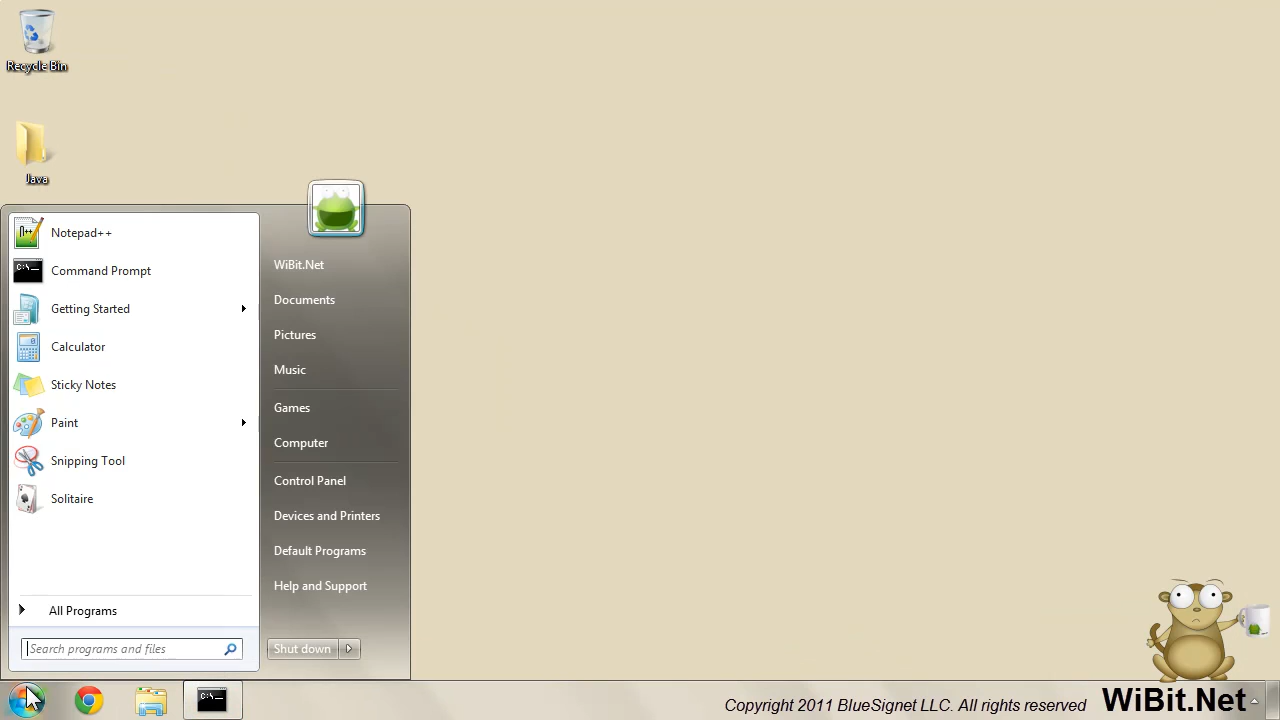 Recycle Bin
Java
Notepad++
Command Prompt
Getting Started
Calculator
Sticky Notes
Paint
Snipping Tool
Solitaire
All Programs
Search programs and files
WiBit.Net
Documents
Pictures
Music
Games
Computer
Control Panel
Devices and Printers
Default Programs
Help and Support
Shut down
C:\
C:\
Copyright 2011 BlueSignet LLC. All rights reserved
WiBit.Net